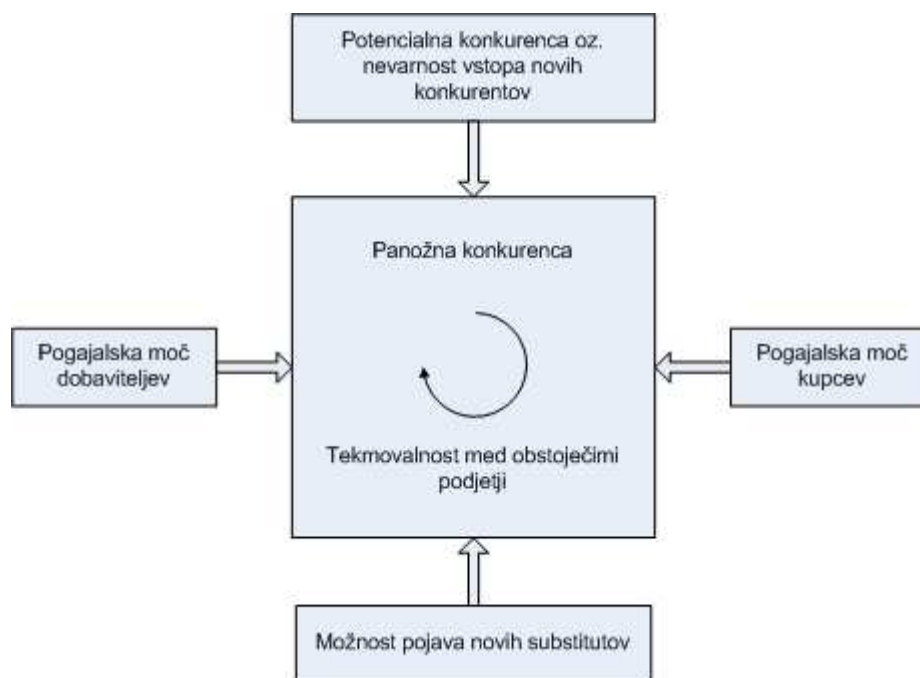 Potencialna konkurenca oz.
nevarnost vstopa novih
konkurentov
Panožna konkurenca
Pogajalska moč
dobaviteljev
Pogajalska moč
kupcev
Tekmovalnost med obstoječimi
podjetji
Možnost pojava novih substitutov